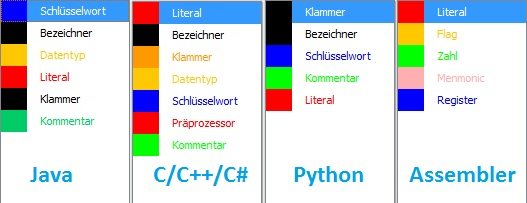 Schlüsselwort
Bezeichner
Datentyp
Literal
Klammer
Kommentar
Java
Literal
Bezeichner
Klammer
Datentyp
Schlüsselwort
Präprozessor
Kommentar
C/C++/C#
Klammer
Bezeichner
Schlüsselwort
Kommentar
Literal
Python
Literal
Flag
Zahl
Menmonic
Register
Assembler